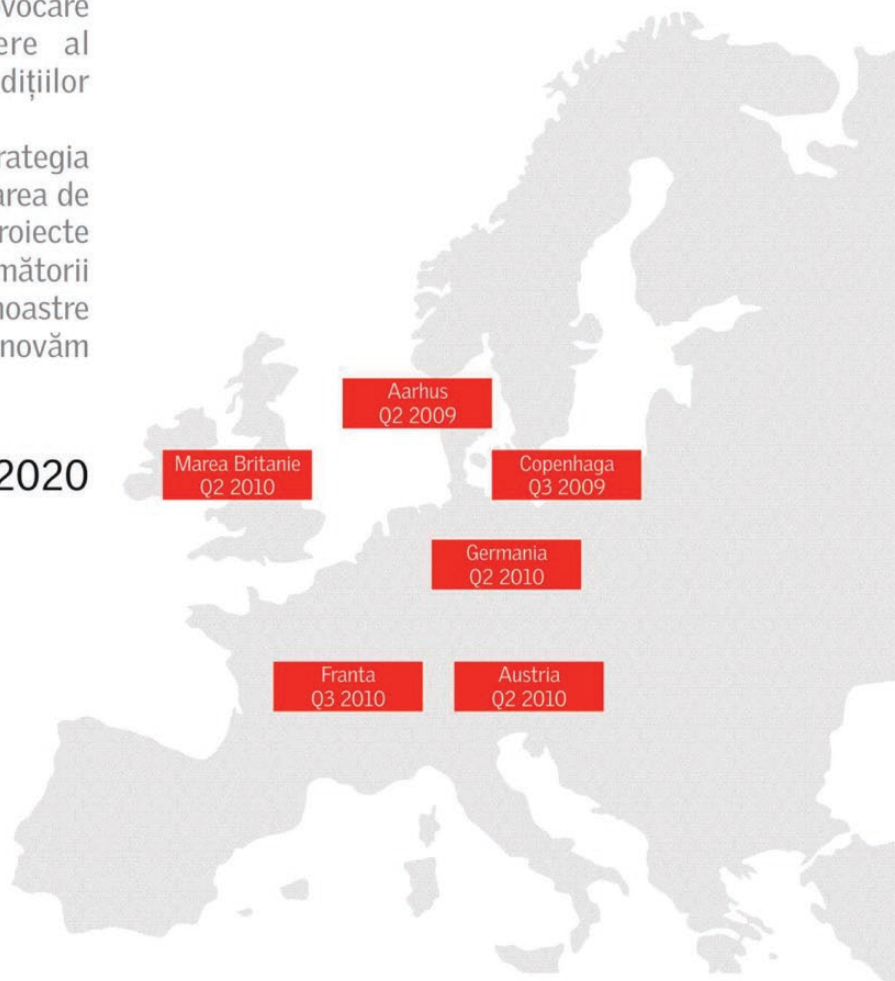 vocare
ere al
dițiilor
rategia
area de
roiecte
mătorii
noastre
novăm
2020
Aarhus
Q2 2009
Marea Britanie
Q2 2010
Copenhaga
Q3 2009
Germania
Q2 2010
Franta
Q3 2010
Austria
Q2 2010